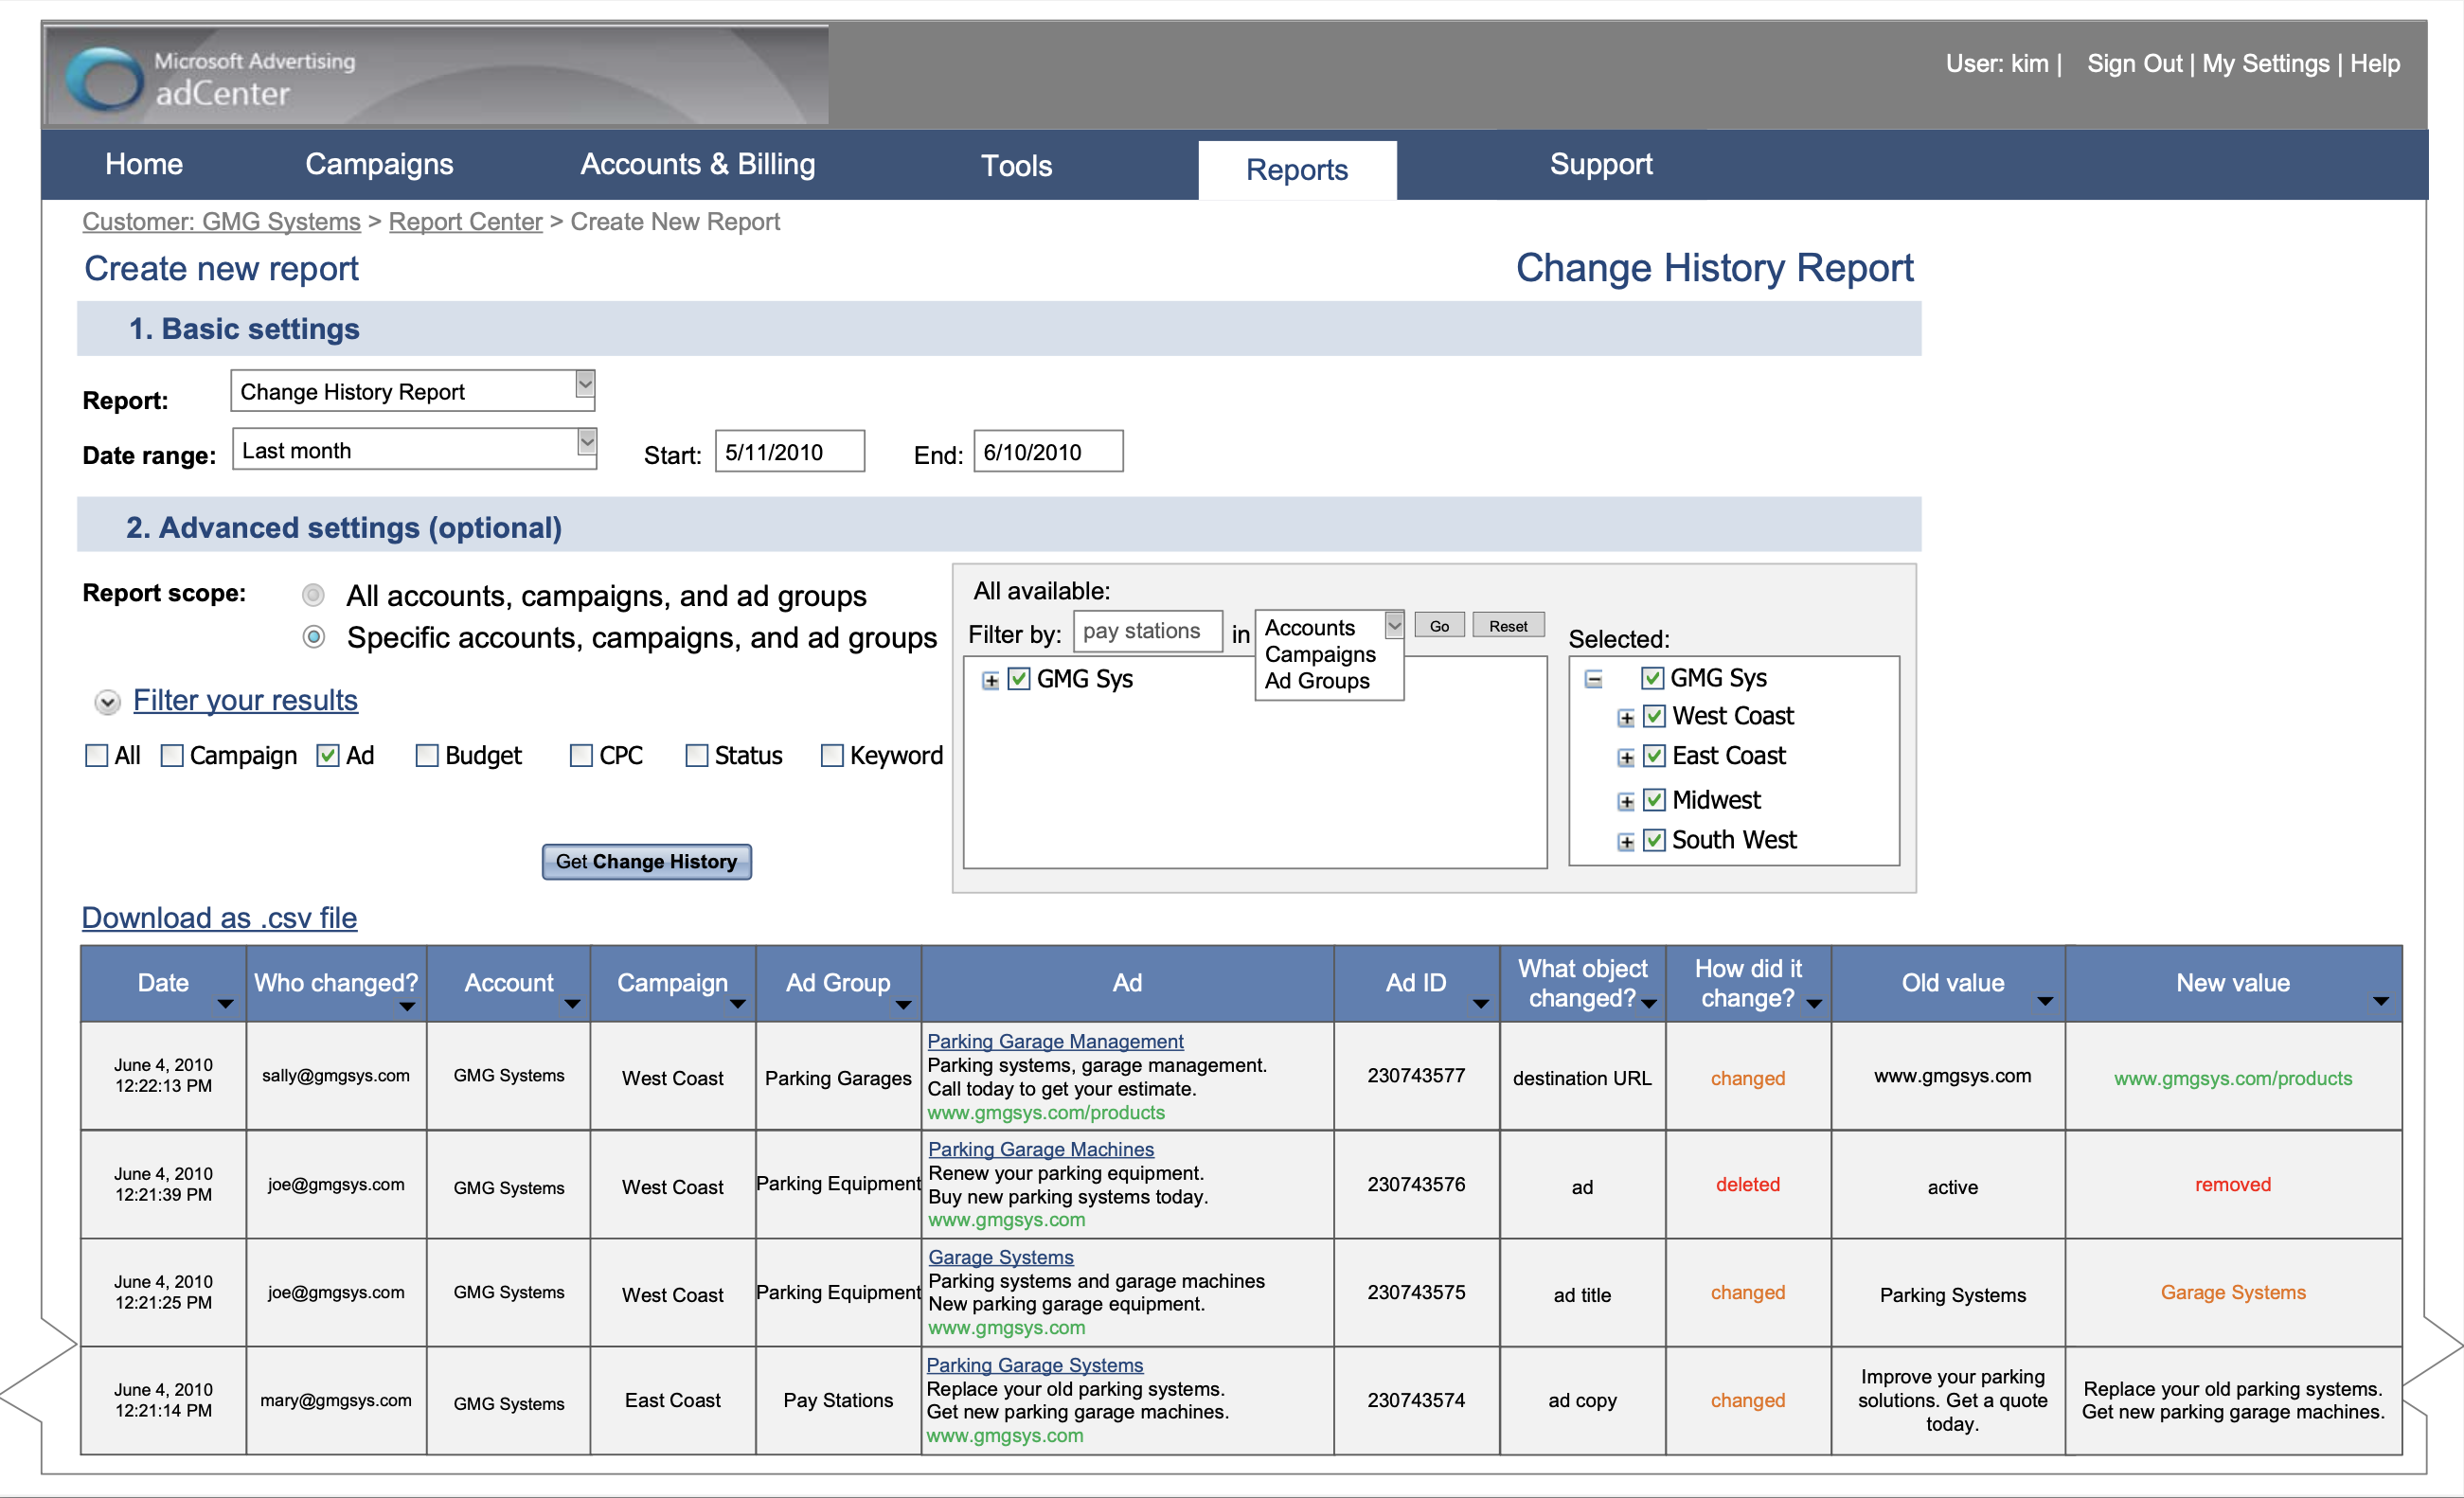 Microsoft Advertising
adCenter
User: kim | Sign Out | My Settings | Help
Home Campaigns Accounts & Billing Tools Reports Support
Customer: GMG Systems > Report Center > Create New Report
Create new report
Change History Report
1. Basic settings
Report: Change History Report
Date range: Last month Start: 5/11/2010 End: 6/10/2010
2. Advanced settings (optional)
Report scope:
All accounts, campaigns, and ad groups
Specific accounts, campaigns, and ad groups
Filter your results
All Campaign Ad Budget CPC Status Keyword
Get Change History
All available:
Filter by: pay stations in Accounts Go Reset
Campaigns
Ad Groups
GMG Sys
Selected:
GMG Sys
West Coast
East Coast
Midwest
South West
Download as .csv file
Date Who changed? Account Campaign Ad Group Ad Ad ID What object changed? How did it change? Old value New value
June 4, 2010
12:22:13 PM
sally@gmgsys.com
GMG Systems
West Coast
Parking Garages
Parking Garage Management
Parking systems, garage management.
Call today to get your estimate.
www.gmgsys.com/products
230743577
destination URL
changed
www.gmgsys.com
www.gmgsys.com/products
June 4, 2010
12:21:39 PM
joe@gmgsys.com
GMG Systems
West Coast
Parking Equipment
Parking Garage Machines
Renew your parking equipment.
Buy new parking systems today.
www.gmgsys.com
230743576
ad
deleted
active
removed
June 4, 2010
12:21:25 PM
joe@gmgsys.com
GMG Systems
West Coast
Parking Equipment
Garage Systems
Parking systems and garage machines
New parking garage equipment.
www.gmgsys.com
230743575
ad title
changed
Parking Systems
Garage Systems
June 4, 2010
12:21:14 PM
mary@gmgsys.com
GMG Systems
East Coast
Pay Stations
Parking Garage Systems
Replace your old parking systems.
Get new parking garage machines.
www.gmgsys.com
230743574
ad copy
changed
Improve your parking
solutions. Get a quote
today.
Replace your old parking systems.
Get new parking garage machines.